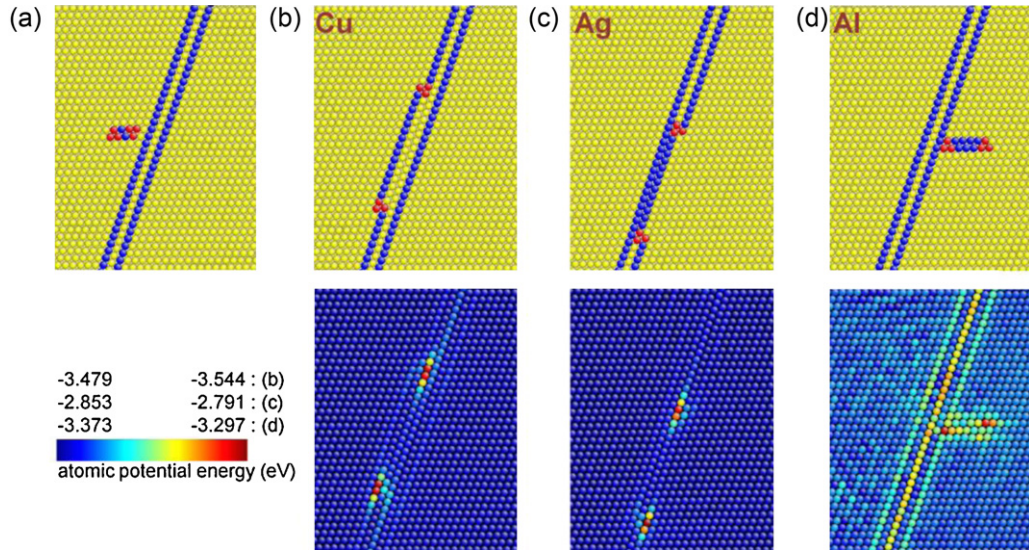 (a)
(b)
Cu
(c)
Ag
(d)
Al
-3.479 -3.544 : (b)
-2.853 -2.791 : (c)
-3.373 -3.297 : (d)
atomic potential energy (eV)